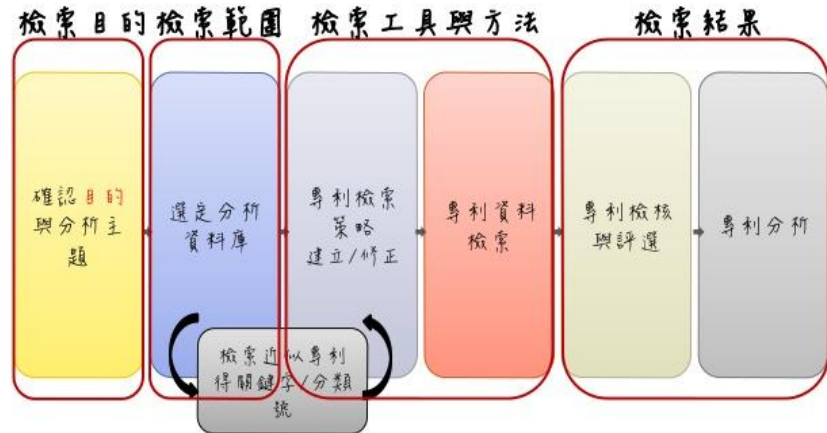 檢索目的 檢索範圍 檢索工具與方法 檢索結果
確認目的
與分析主
題
選定分析
資料庫
專利檢索
策略
建立/修正
專利資料
檢索
專利檢核
與評選
專利分析
檢索近似專利
得關鍵字/分類
號